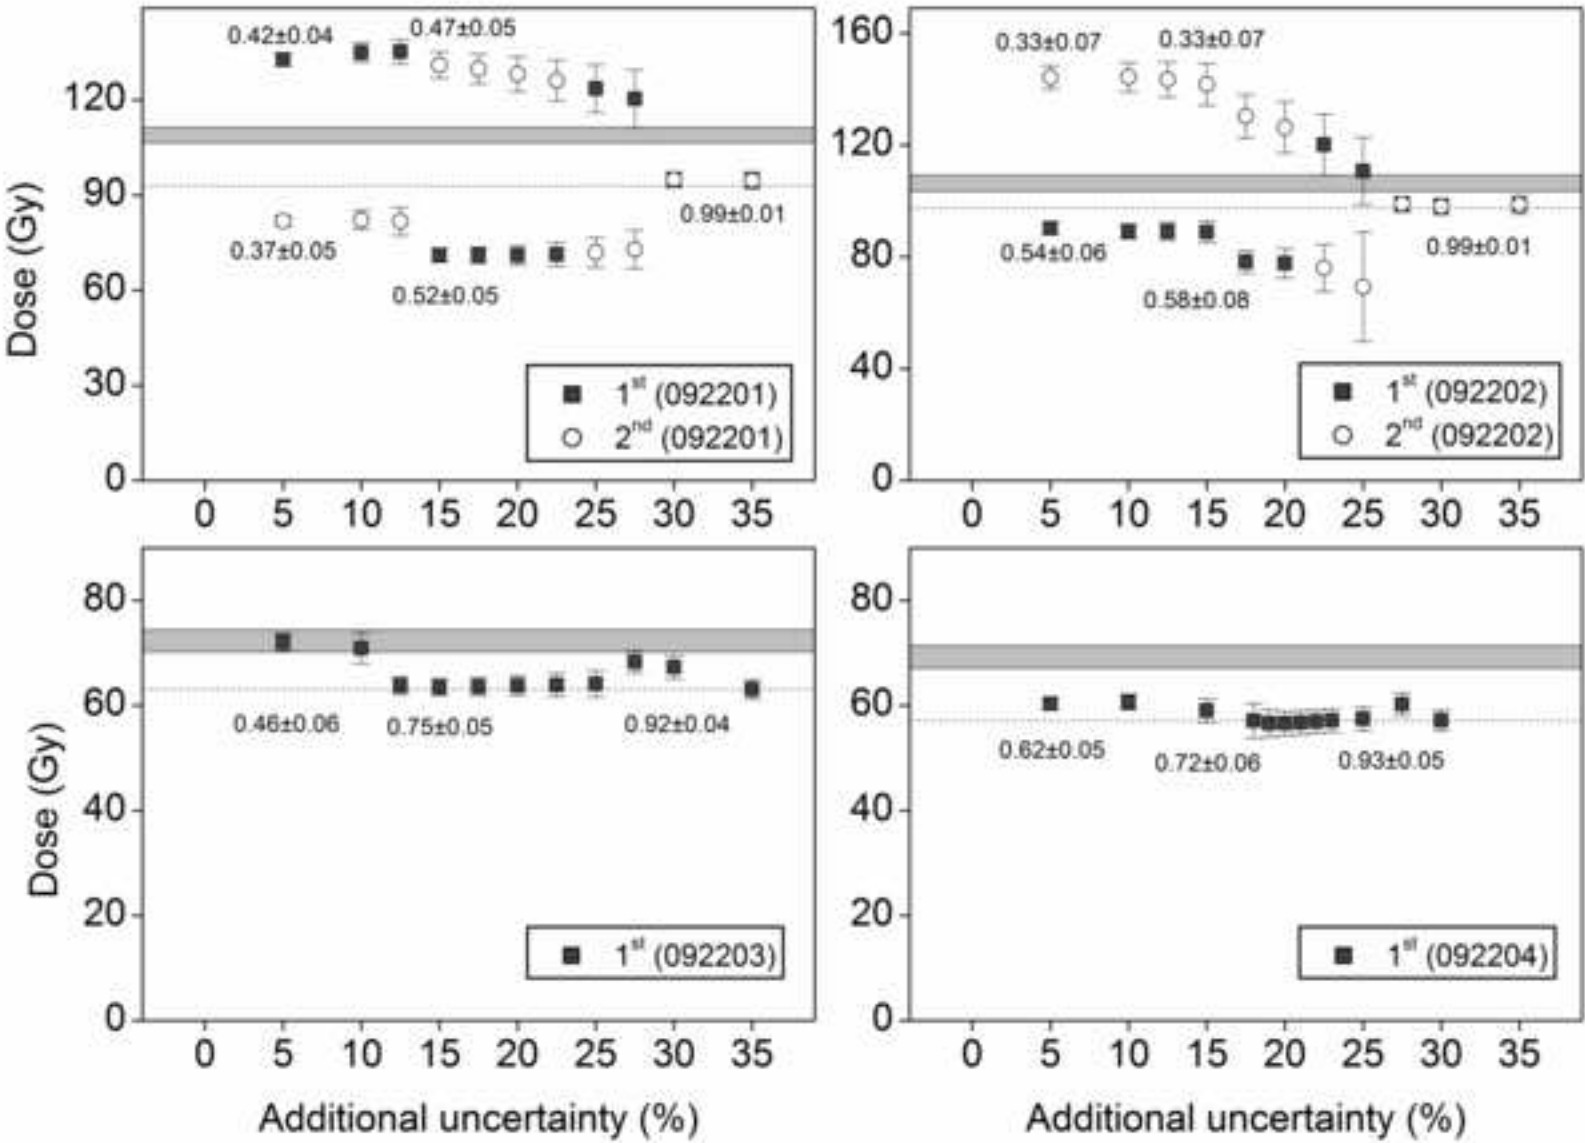 0.42±0.04
0.47±0.05
120
90
0.99±0.01
0.37±0.05
60
0.52±0.05
30
1st (092201)
2nd (092201)
0
0 5 10 15 20 25 30 35
Dose (Gy)
160
0.33±0.07
0.33±0.07
120
0.54±0.06
0.99±0.01
80
0.58±0.08
40
1st (092202)
2nd (092202)
0
0 5 10 15 20 25 30 35
80
60
0.46±0.06
0.75±0.05
0.92±0.04
40
20
1st (092203)
0
0 5 10 15 20 25 30 35
Dose (Gy)
Additional uncertainty (%)
80
60
0.62±0.05
0.72±0.06
0.93±0.05
40
20
1st (092204)
0
0 5 10 15 20 25 30 35
Additional uncertainty (%)